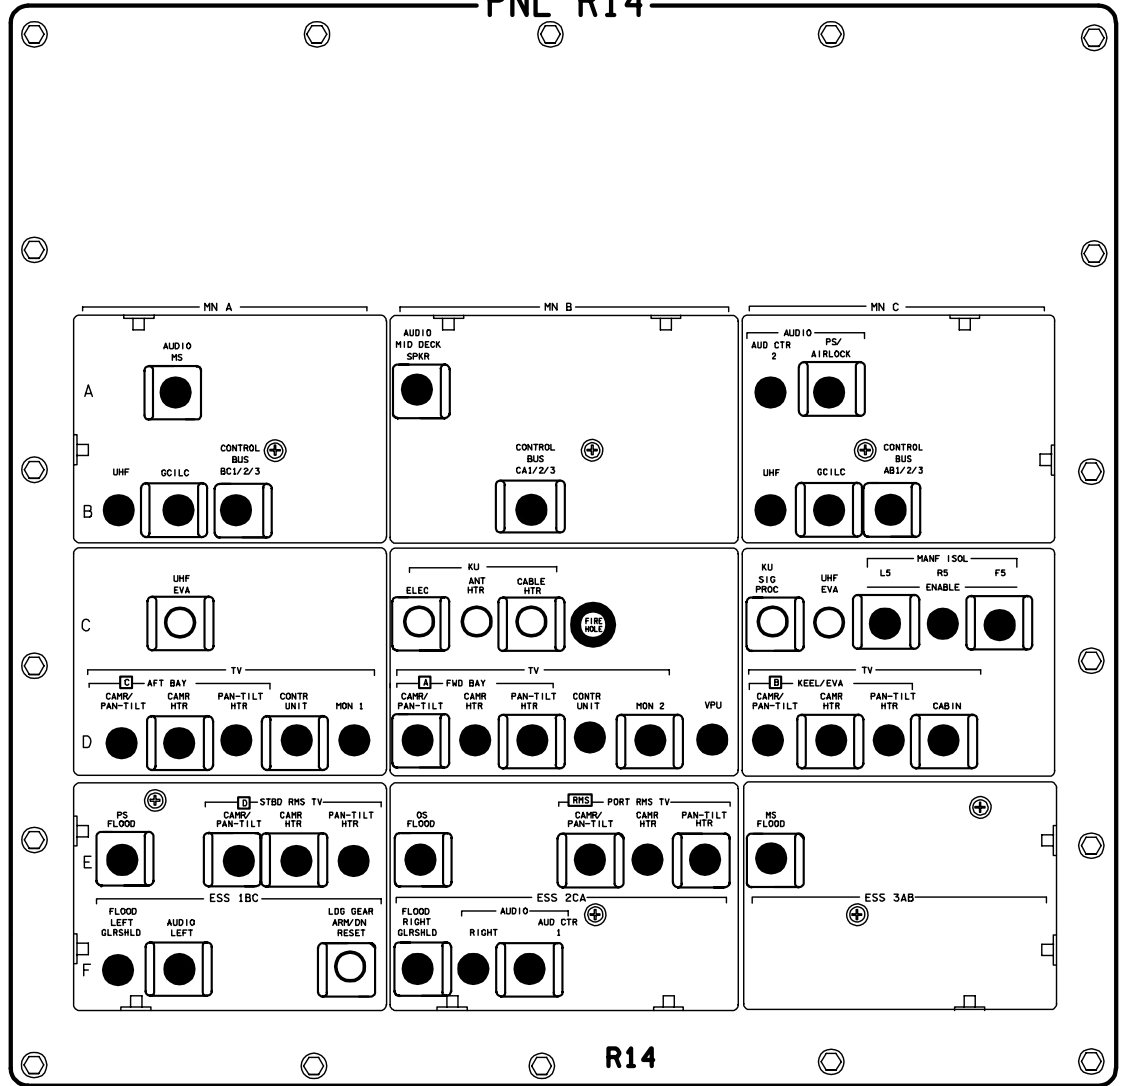 PNL R14
MN A
MN B
MN C
AUDIO
MS
AUDIO
MID DECK
SPKR
AUDIO
AUD CTR
2
PS/
AIRLOCK
A
UHF
GCILC
CONTROL
BUS
BC1/2/3
CONTROL
BUS
CA1/2/3
UHF
GCILC
CONTROL
BUS
AB1/2/3
B
UHF
EVA
KU
ELEC
ANT
HTR
CABLE
HTR
FIRE
HOLE
KU
SIG
PROC
UHF
EVA
MANF ISOL
L5
R5
F5
ENABLE
C
TV
C AFT BAY
CAMR/
PAN-TILT
CAMR
HTR
PAN-TILT
HTR
CONTR
UNIT
MON 1
TV
A FWD BAY
CAMR/
PAN-TILT
CAMR
HTR
PAN-TILT
HTR
CONTR
UNIT
MON 2
VPU
TV
B KEEL/EVA
CAMR/
PAN-TILT
CAMR
HTR
PAN-TILT
HTR
CABIN
D
PS
FLOOD
D STBD RMS TV
CAMR/
PAN-TILT
CAMR
HTR
PAN-TILT
HTR
OS
FLOOD
RMS PORT RMS TV
CAMR/
PAN-TILT
CAMR
HTR
PAN-TILT
HTR
MS
FLOOD
E
ESS 1BC
ESS 2CA
ESS 3AB
FLOOD
LEFT
GLRSHLD
AUDIO
LEFT
LDG GEAR
ARM/DN
RESET
FLOOD
RIGHT
GLRSHLD
AUDIO
RIGHT
AUD CTR
1
F
R14